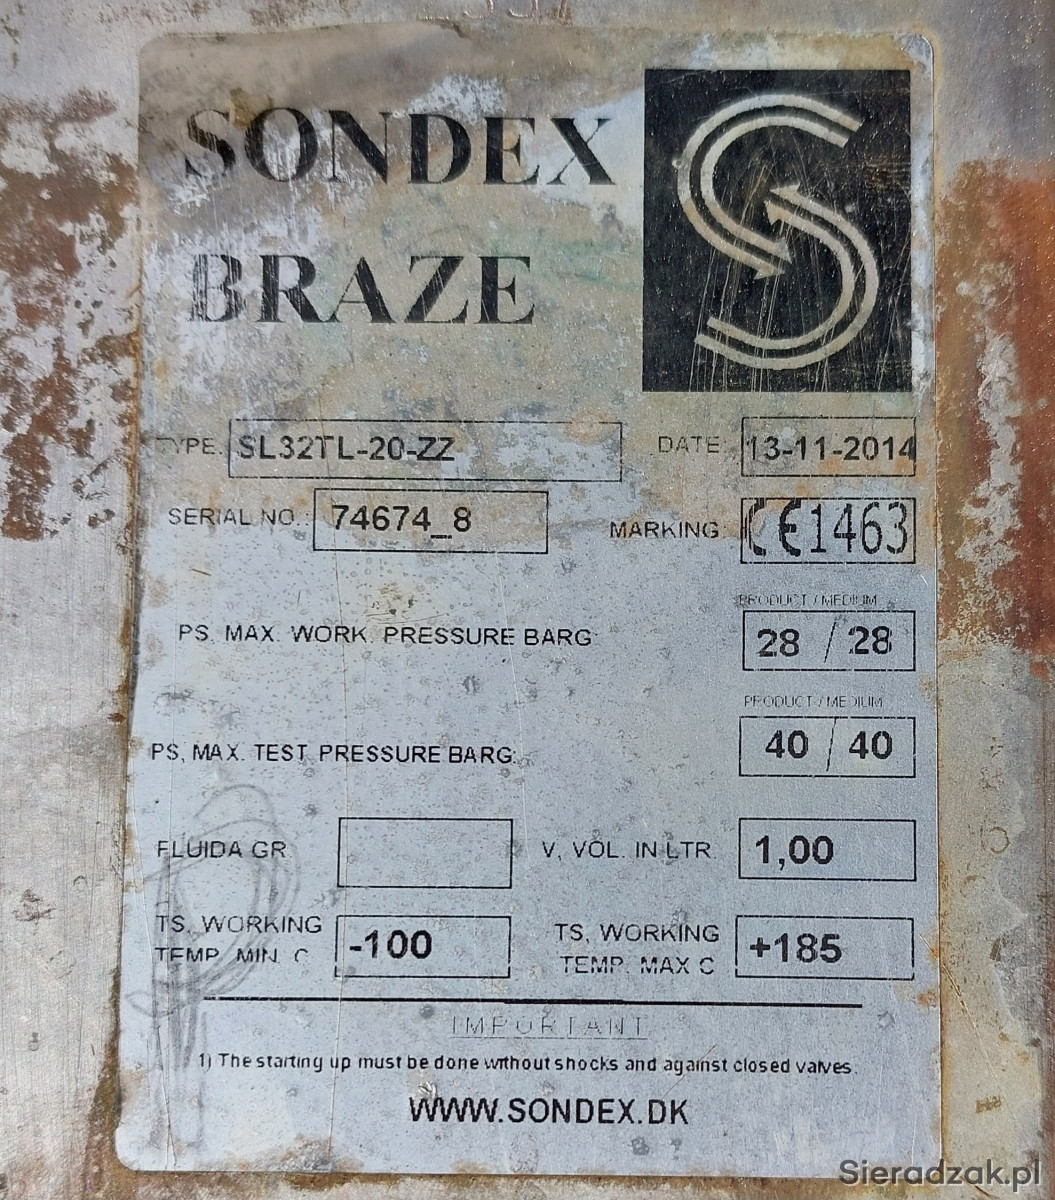 SONDEX
BRAZE
TYPE. SL32TL-20-ZZ DATE: 13-11-2014
SERIAL NO.: 74674_8 MARKING CE1463
PRODUCT / MEDIUM
PS. MAX. WORK. PRESSURE BARG 28 / 28
PRODUCT / MEDIUM
PS, MAX. TEST PRESSURE BARG: 40 / 40
FLUIDA GR V, VOL. IN LTR. 1,00
TS, WORKING TEMP. MIN. C -100 TS, WORKING TEMP. MAX C +185
IMPORTANT
1) The starting up must be done without shocks and against closed valves.
WWW.SONDEX.DK
Sieradzak.pl